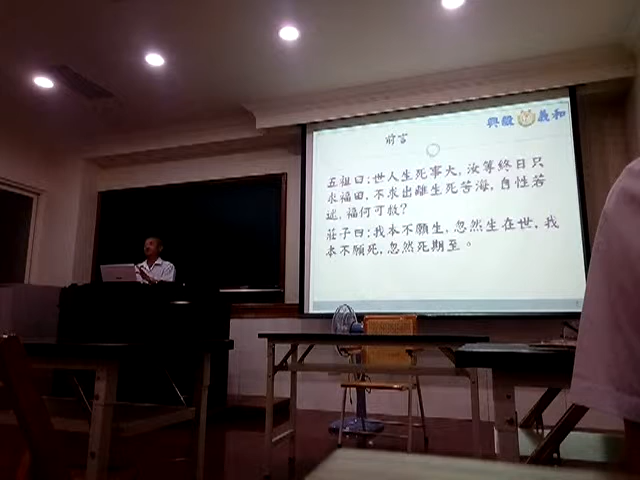 興毅 義和
前言
五祖曰:世人生死事大,汝等終日只
求福田,不求出離生死苦海,自性若
迷,福何可救?
莊子曰:我本不願生,忽然生在世,我
本不願死,忽然死期至。